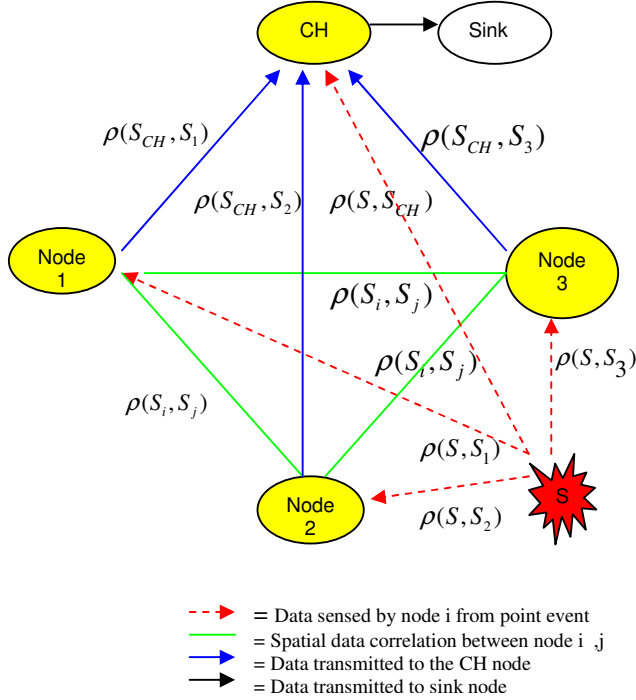 CH
Sink
ρ(S_CH, S_1)
ρ(S_CH, S_3)
ρ(S_CH, S_2)
ρ(S, S_CH)
Node
1
Node
3
ρ(S_i, S_j)
ρ(S_i, S_j)
ρ(S, S_3)
ρ(S_i, S_j)
ρ(S, S_1)
S
Node
2
ρ(S, S_2)
= Data sensed by node i from point event
= Spatial data correlation between node i ,j
= Data transmitted to the CH node
= Data transmitted to sink node